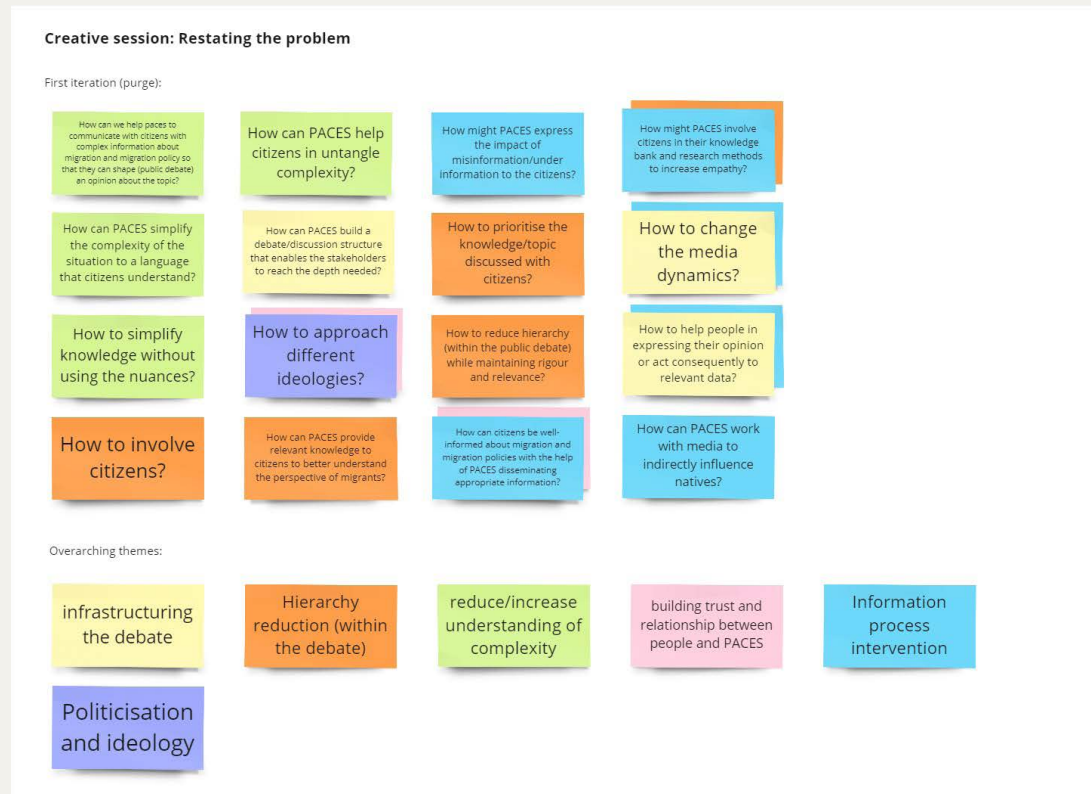 Creative session: Restating the problem
First iteration (purge):
How can we help paces to
communicate with citizens with
complex information about
migration and migration policy so
that they can shape (public debate)
an opinion about the topic?
How can PACES help
citizens in untangle
complexity?
How might PACES express
the impact of
misinformation/under
information to the citizens?
How might PACES involve
citizens in their knowledge
bank and research methods
to increase empathy?
How can PACES simplify
the complexity of the
situation to a language
that citizens understand?
How can PACES build a
debate/discussion structure
that enables the stakeholders
to reach the depth needed?
How to prioritise the
knowledge/topic
discussed with
citizens?
How to change
the media
dynamics?
How to simplify
knowledge without
using the nuances?
How to approach
different
ideologies?
How to reduce hierarchy
(within the public debate)
while maintaining rigour
and relevance?
How to help people in
expressing their opinion
or act consequently to
relevant data?
How to involve
citizens?
How can PACES provide
relevant knowledge to
citizens to better understand
the perspective of migrants?
How can citizens be well-
informed about migration and
migration policies with the help
of PACES disseminating
appropriate information?
How can PACES work
with media to
indirectly influence
natives?
Overarching themes:
infrastructuring
the debate
Hierarchy
reduction (within
the debate)
reduce/increase
understanding of
complexity
building trust and
relationship between
people and PACES
Information
process
intervention
Politicisation
and ideology